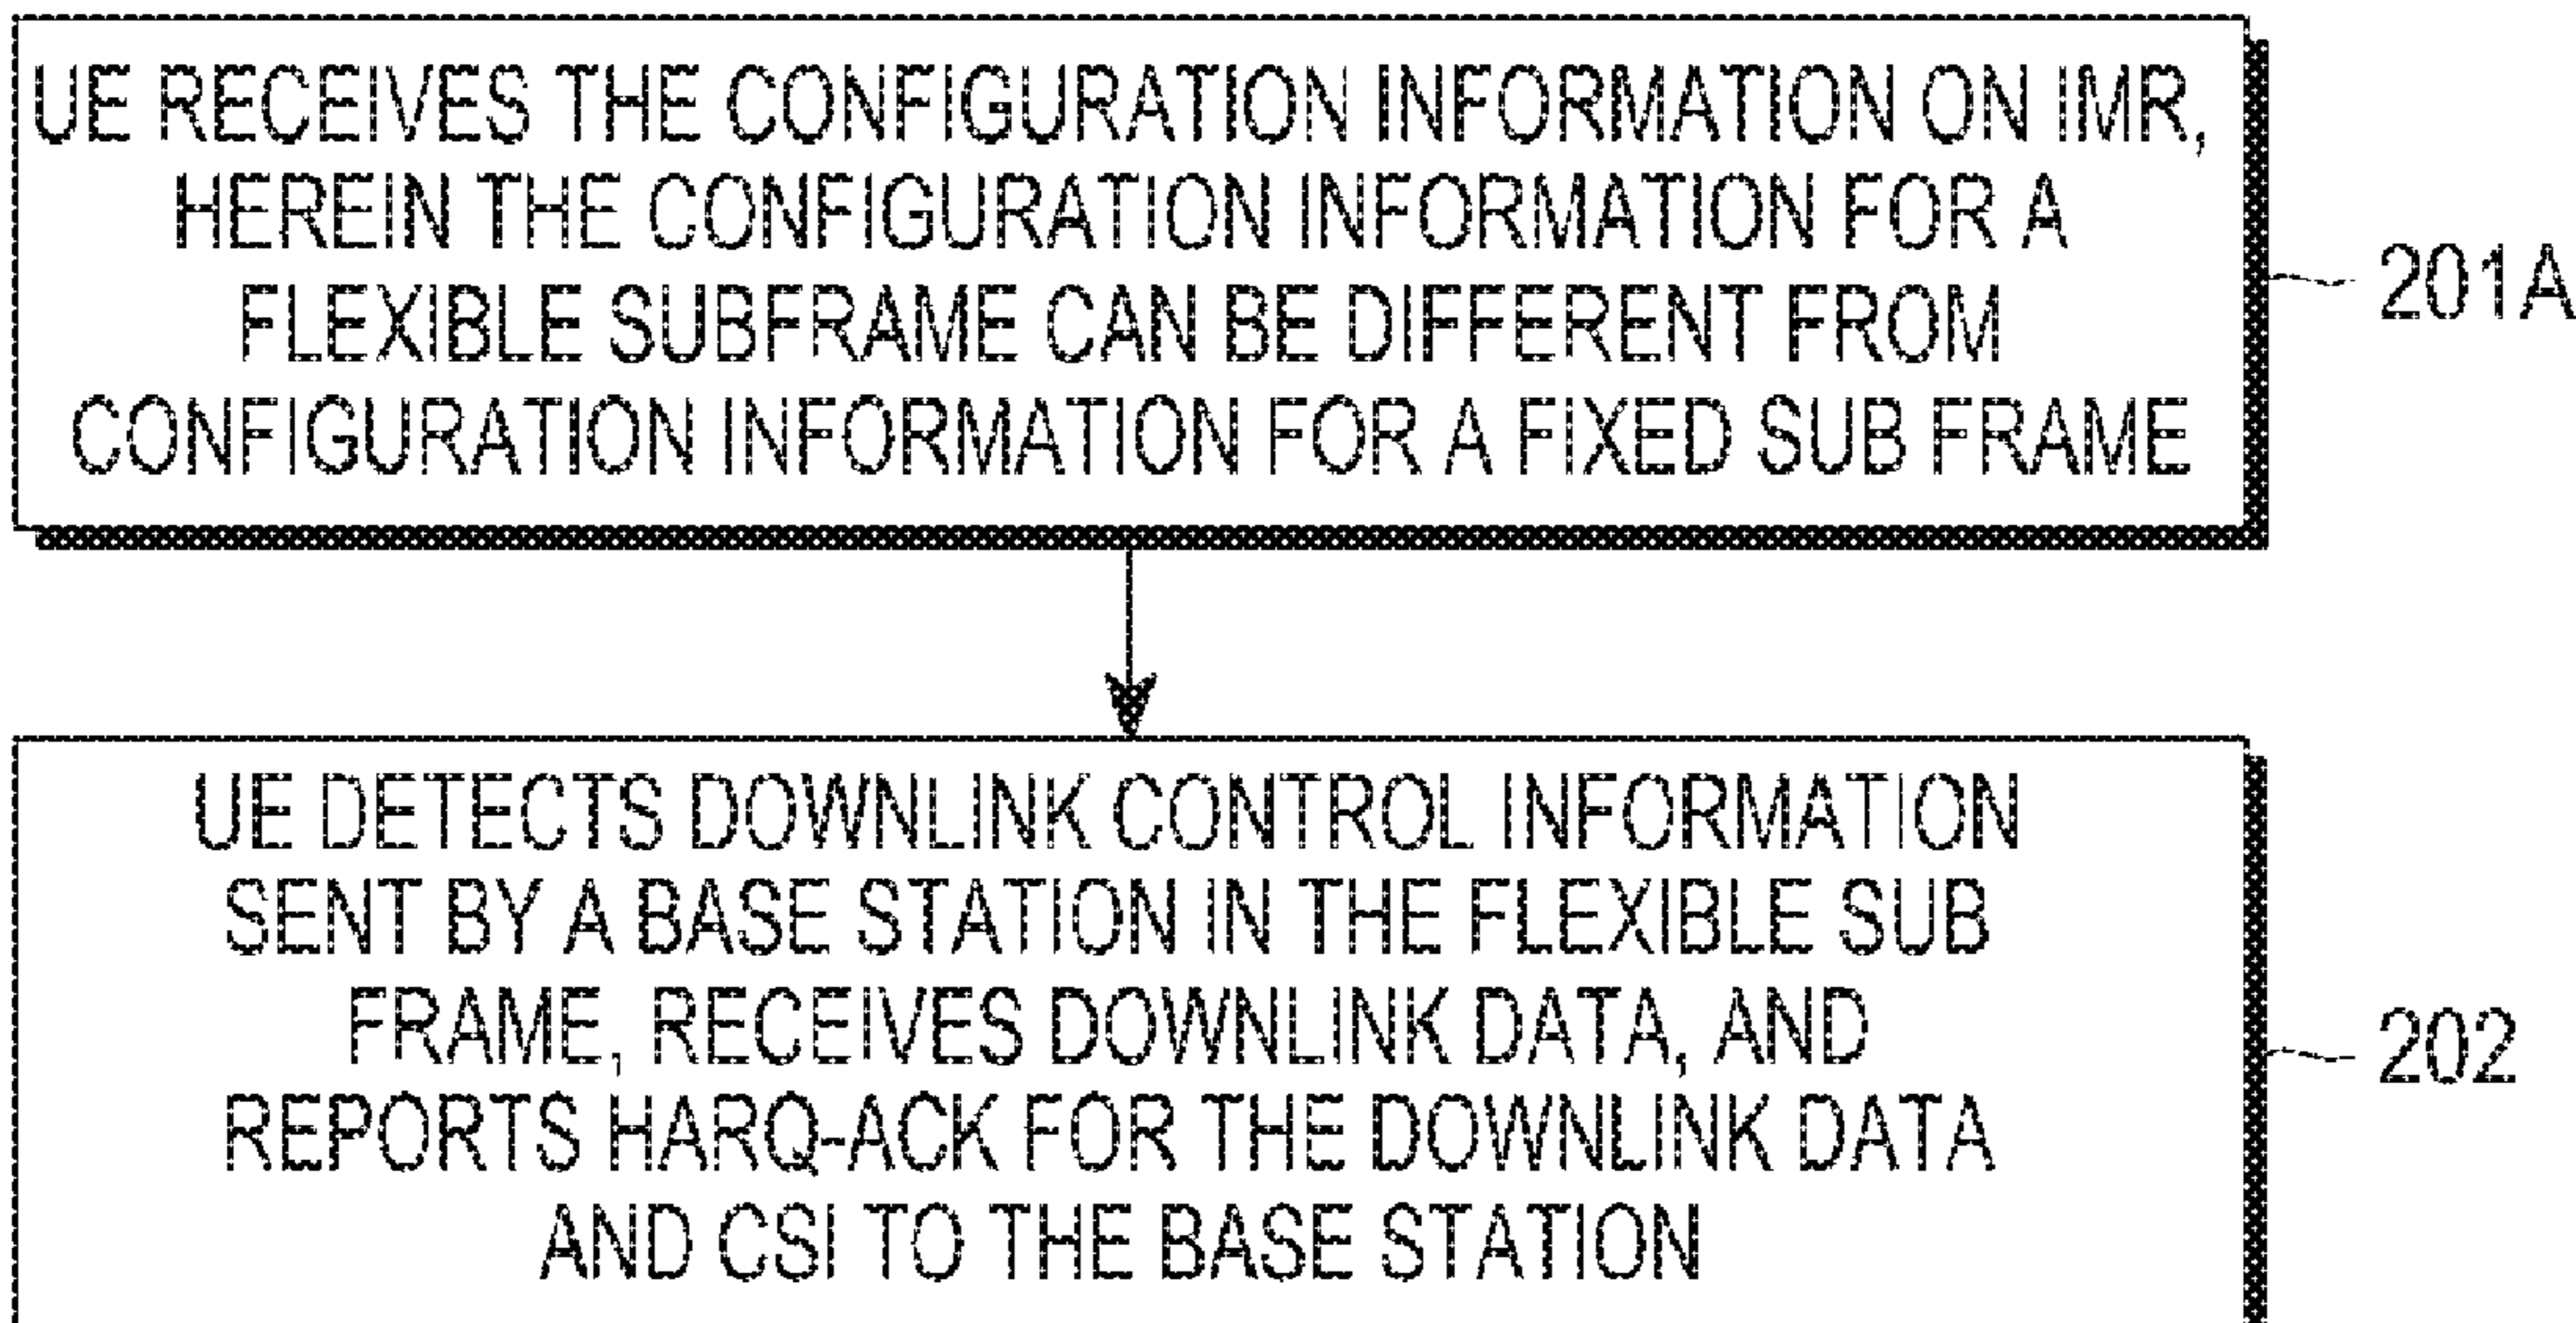 UE RECEIVES THE CONFIGURATION INFORMATION ON IMR,
HEREIN THE CONFIGURATION INFORMATION FOR A
FLEXIBLE SUBFRAME CAN BE DIFFERENT FROM
CONFIGURATION INFORMATION FOR A FIXED SUB FRAME
201A
UE DETECTS DOWNLINK CONTROL INFORMATION
SENT BY A BASE STATION IN THE FLEXIBLE SUB
FRAME, RECEIVES DOWNLINK DATA, AND
REPORTS HARQ-ACK FOR THE DOWNLINK DATA
AND CSI TO THE BASE STATION
202